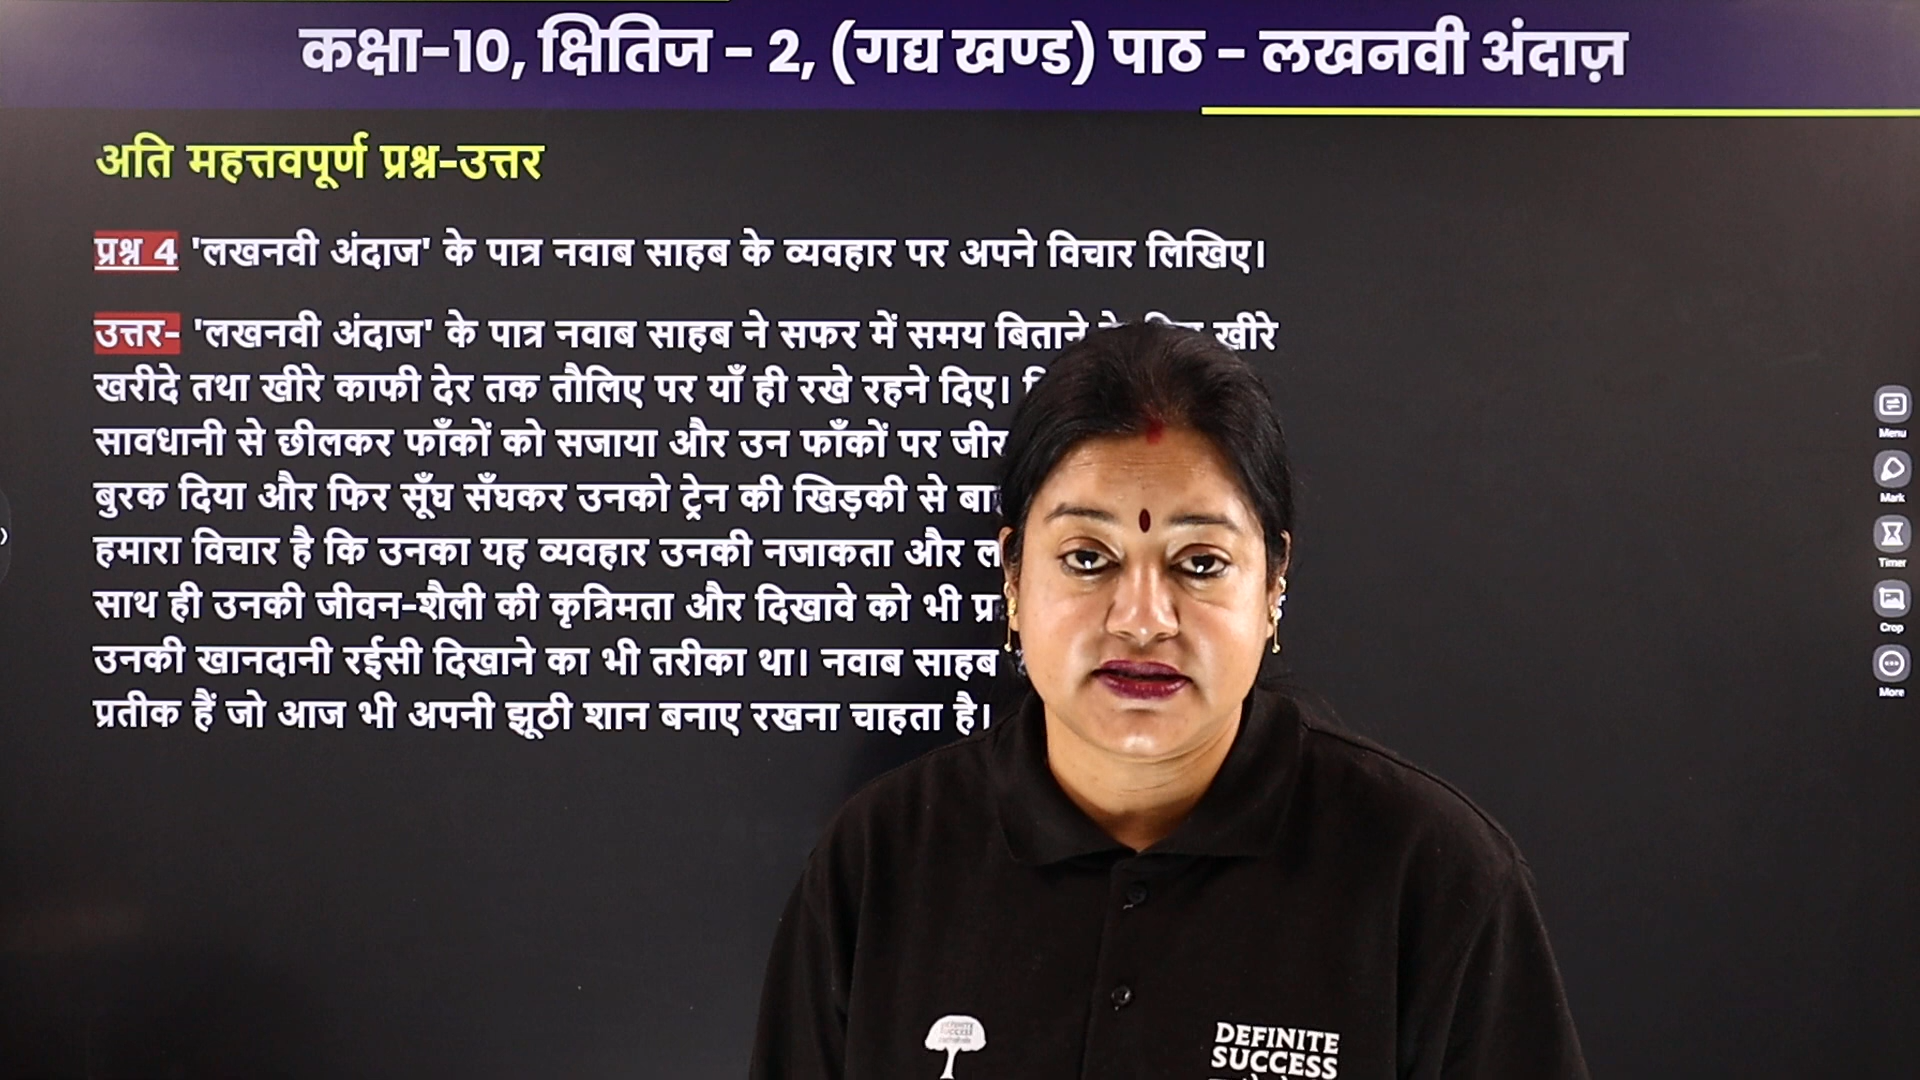 कक्षा-10, क्षितिज - 2, (गद्य खण्ड) पाठ - लखनवी अंदाज़
अति महत्तवपूर्ण प्रश्न-उत्तर
प्रश्न 4 'लखनवी अंदाज' के पात्र नवाब साहब के व्यवहार पर अपने विचार लिखिए।
उत्तर- 'लखनवी अंदाज' के पात्र नवाब साहब ने सफर में समय बिताने खीरे
खरीदे तथा खीरे काफी देर तक तौलिए पर याँ ही रखे रहने दिए।
सावधानी से छीलकर फाँकों को सजाया और उन फाँकों पर
बुरक दिया और फिर सूँघ सँघकर उनको ट्रेन की खिड़की से
हमारा विचार है कि उनका यह व्यवहार उनकी नजाकता और
साथ ही उनकी जीवन-शैली की कृत्रिमता और दिखावे को भी
उनकी खानदानी रईसी दिखाने का भी तरीका था। नवाब साहब
प्रतीक हैं जो आज भी अपनी झूठी शान बनाए रखना चाहता है।
Menu
Mark
Timer
Crop
More
DEFINITE
SUCCESS
DEFINITE
SUCCESS